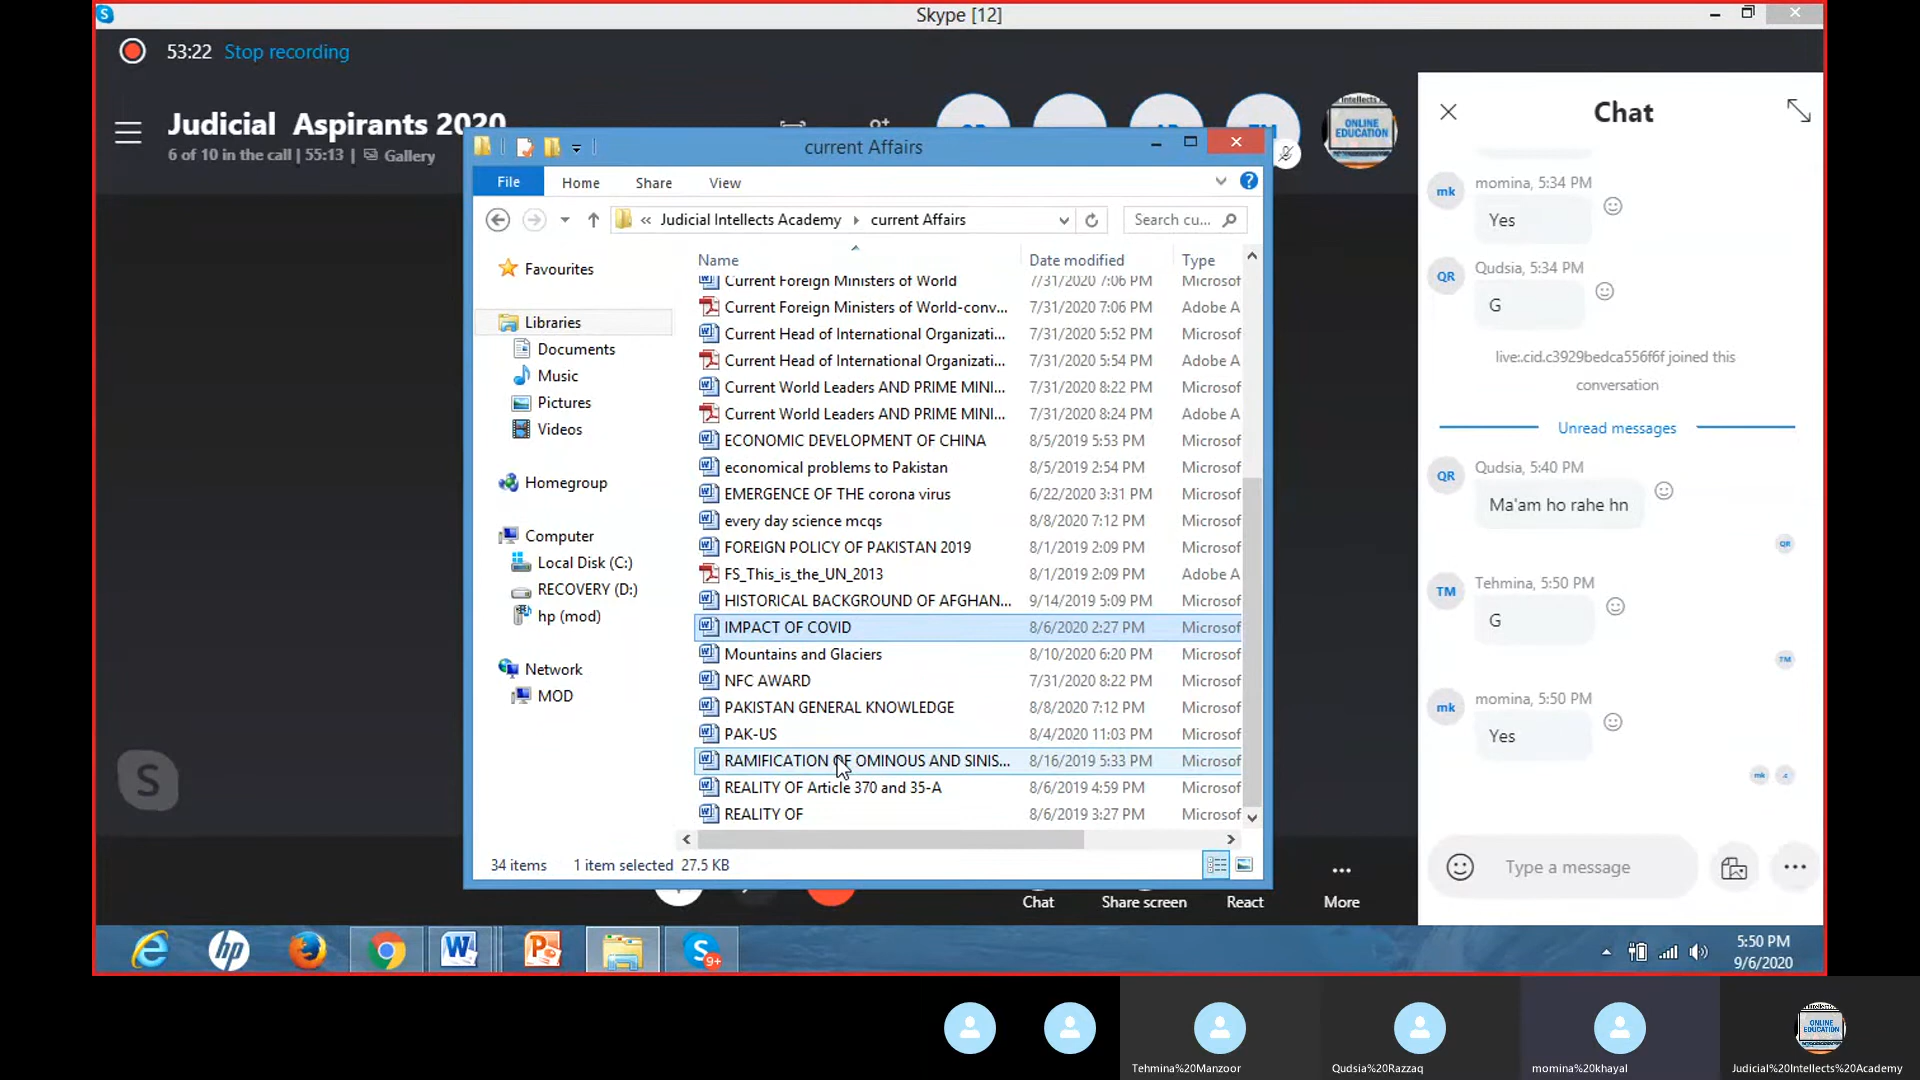 Skype [12]
53:22 Stop recording
Judicial Aspirants 2020
6 of 10 in the call | 55:13 | Gallery
ONLINE
EDUCATION
current Affairs
File Home Share View
« Judicial Intellects Academy current Affairs Search cu...
Favourites
Libraries
Documents
Music
Pictures
Videos
Homegroup
Computer
Local Disk (C:)
RECOVERY (D:)
hp (mod)
Network
MOD
Name Date modified Type
Current Foreign Ministers of World 7/31/2020 7:06 PM Microsof
Current Foreign Ministers of World-conv... 7/31/2020 7:06 PM Adobe A
Current Head of International Organizati... 7/31/2020 5:52 PM Microsof
Current Head of International Organizati... 7/31/2020 5:54 PM Adobe A
Current World Leaders AND PRIME MINI... 7/31/2020 8:22 PM Microsof
Current World Leaders AND PRIME MINI... 7/31/2020 8:24 PM Adobe A
ECONOMIC DEVELOPMENT OF CHINA 8/5/2019 5:53 PM Microsof
economical problems to Pakistan 8/5/2019 2:54 PM Microsof
EMERGENCE OF THE corona virus 6/22/2020 3:31 PM Microsof
every day science mcqs 8/8/2020 7:12 PM Microsof
FOREIGN POLICY OF PAKISTAN 2019 8/1/2019 2:09 PM Microsof
FS_This_is_the_UN_2013 8/1/2019 2:09 PM Adobe A
HISTORICAL BACKGROUND OF AFGHAN... 9/14/2019 5:09 PM Microsof
IMPACT OF COVID 8/6/2020 2:27 PM Microsof
Mountains and Glaciers 8/10/2020 6:20 PM Microsof
NFC AWARD 7/31/2020 8:22 PM Microsof
PAKISTAN GENERAL KNOWLEDGE 8/8/2020 7:12 PM Microsof
PAK-US 8/4/2020 11:03 PM Microsof
RAMIFICATION OF OMINOUS AND SINIS... 8/16/2019 5:33 PM Microsof
REALITY OF Article 370 and 35-A 8/6/2019 4:59 PM Microsof
REALITY OF 8/6/2019 3:27 PM Microsof
34 items 1 item selected 27.5 KB
Chat Share screen React More
Chat
mk momina, 5:34 PM
Yes
QR Qudsia, 5:34 PM
G
live:.cid.c3929bedca556f6f joined this
conversation
Unread messages
QR Qudsia, 5:40 PM
Ma'am ho rahe hn
QR
TM Tehmina, 5:50 PM
G
TM
mk momina, 5:50 PM
Yes
mk
Type a message
hp
9+
5:50 PM
9/6/2020
ONLINE
EDUCATION
Tehmina%20Manzoor Qudsia%20Razzaq momina%20khayal Judicial%20Intellects%20Academy